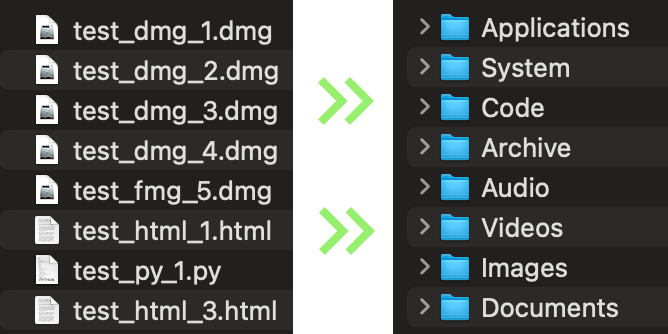 test_dmg_1.dmg
test_dmg_2.dmg
test_dmg_3.dmg
test_dmg_4.dmg
test_fmg_5.dmg
test_html_1.html
test_py_1.py
test_html_3.html
Applications
System
Code
Archive
Audio
Videos
Images
Documents